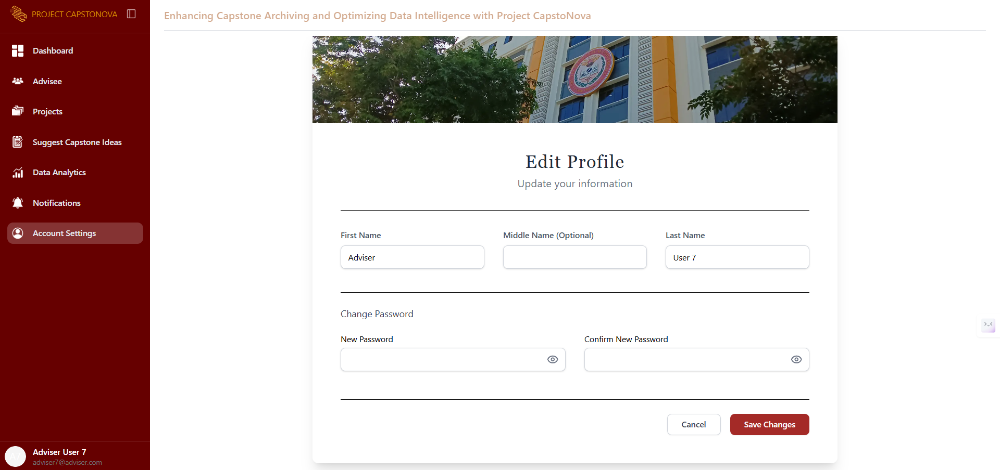 PROJECT CAPSTONOVA
Dashboard
Advisee
Projects
Suggest Capstone Ideas
Data Analytics
Notifications
Account Settings
A7
Adviser User 7
adviser7@adviser.com
Enhancing Capstone Archiving and Optimizing Data Intelligence with Project CapstoNova
Edit Profile
Update your information
First Name
Middle Name (Optional)
Last Name
Adviser
User 7
Change Password
New Password
Confirm New Password
Cancel
Save Changes